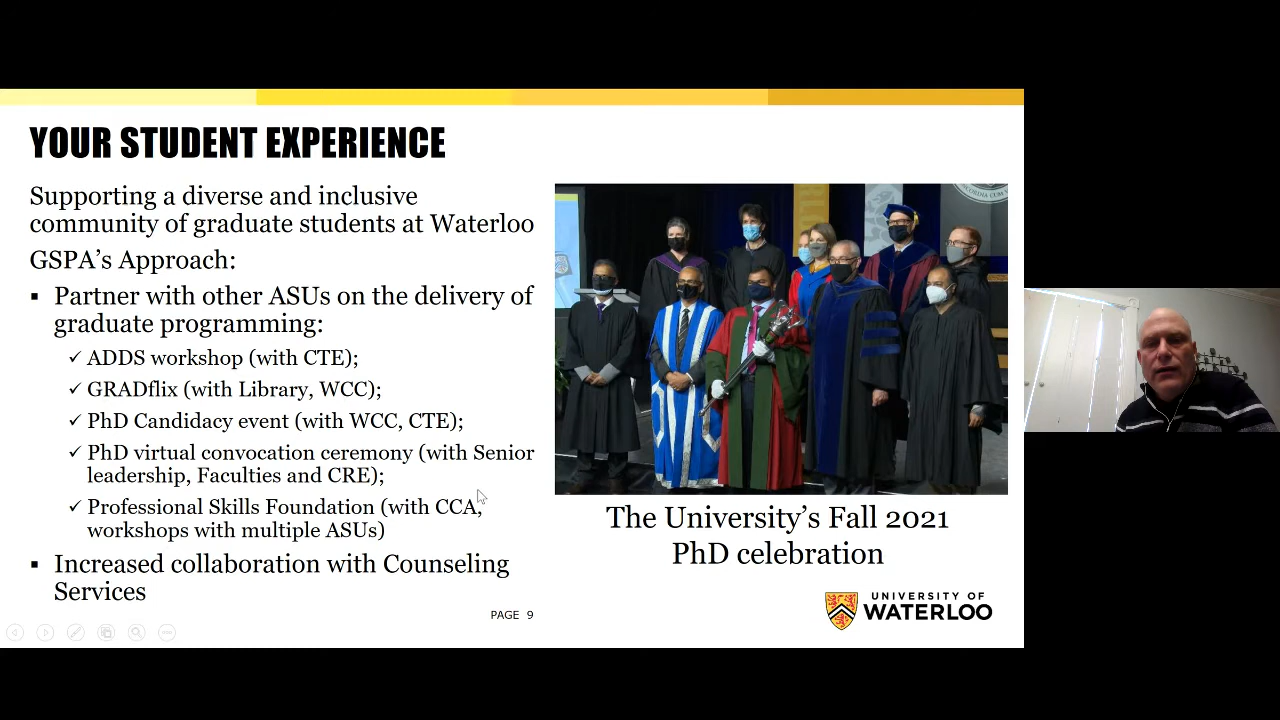 YOUR STUDENT EXPERIENCE
Supporting a diverse and inclusive
community of graduate students at Waterloo
GSPA’s Approach:
▪ Partner with other ASUs on the delivery of
graduate programming:
✓ ADDS workshop (with CTE);
✓ GRADflix (with Library, WCC);
✓ PhD Candidacy event (with WCC, CTE);
✓ PhD virtual convocation ceremony (with Senior
leadership, Faculties and CRE);
✓ Professional Skills Foundation (with CCA,
workshops with multiple ASUs)
▪ Increased collaboration with Counseling
Services
CONCORDIA CUM
The University’s Fall 2021
PhD celebration
UNIVERSITY OF
WATERLOO
PAGE 9